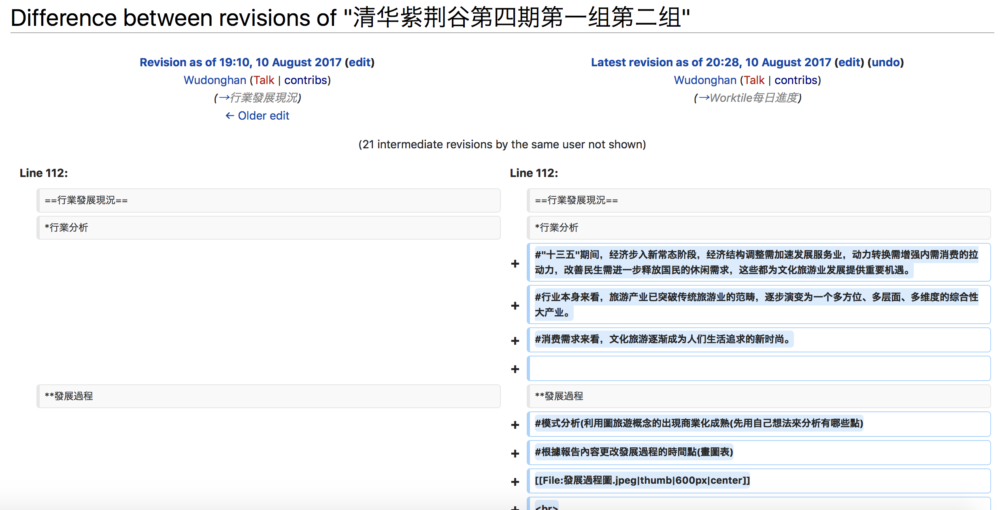 Difference between revisions of "清华紫荆谷第四期第一组第二组"
Revision as of 19:10, 10 August 2017 (edit)
Wudonghan (Talk | contribs)
(→行業發展現況)
← Older edit
Latest revision as of 20:28, 10 August 2017 (edit) (undo)
Wudonghan (Talk | contribs)
(→Worktile每日進度)
(21 intermediate revisions by the same user not shown)
Line 112:
Line 112:
==行業發展現況==
==行業發展現況==
*行業分析
*行業分析
+
#"十三五"期间，经济步入新常态阶段，经济结构调整需加速发展服务业，动力转换需增强内需消费的拉
动力，改善民生需进一步释放国民的休闲需求，这些都为文化旅游业发展提供重要机遇。
+
#行业本身来看，旅游产业已突破传统旅游业的范畴，逐步演变为一个多方位、多层面、多维度的综合性
大产业。
+
#消费需求来看，文化旅游逐渐成为人们生活追求的新时尚。
+
**發展過程
**發展過程
+
#模式分析(利用圖旅遊概念的出現商業化成熟(先用自己想法來分析有哪些點)
+
#根據報告內容更改發展過程的時間點(畫圖表)
+
[[File:發展過程圖.jpeg|thumb|600px|center]]
+
<br>